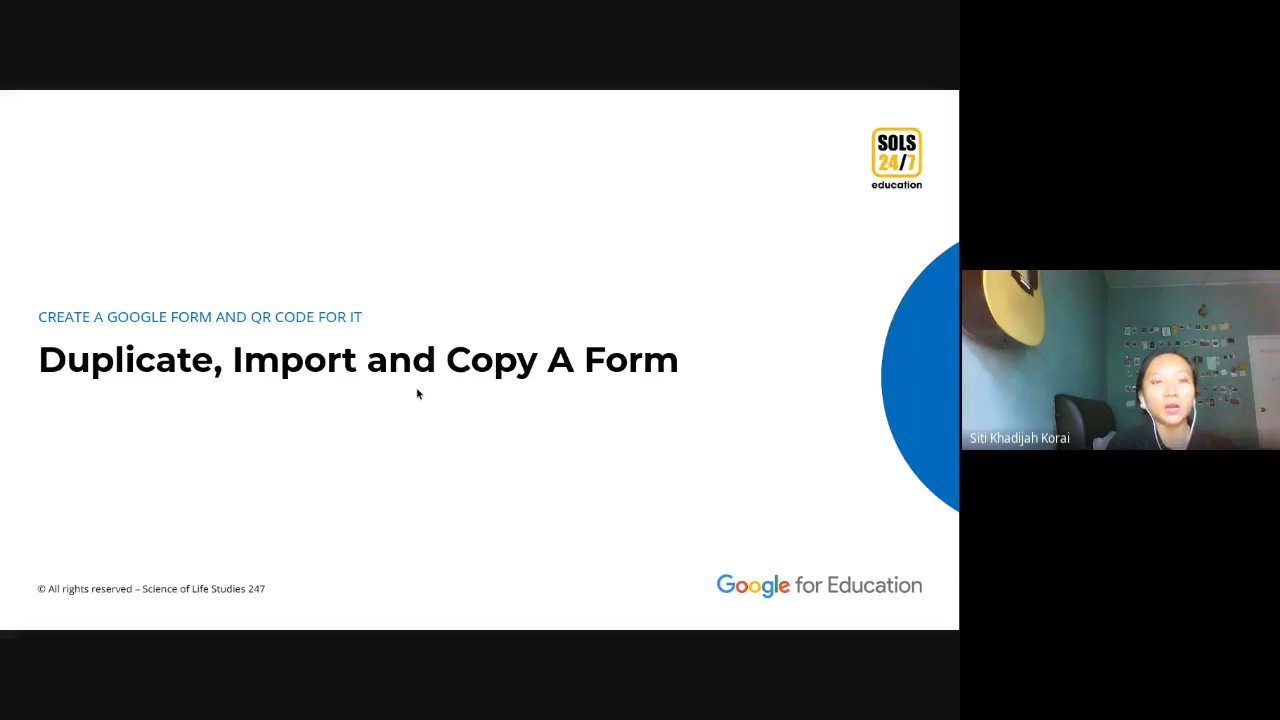 SOLS
24/7
education
CREATE A GOOGLE FORM AND QR CODE FOR IT
Duplicate, Import and Copy A Form
© All rights reserved – Science of Life Studies 247
Google for Education
Siti Khadijah Korai